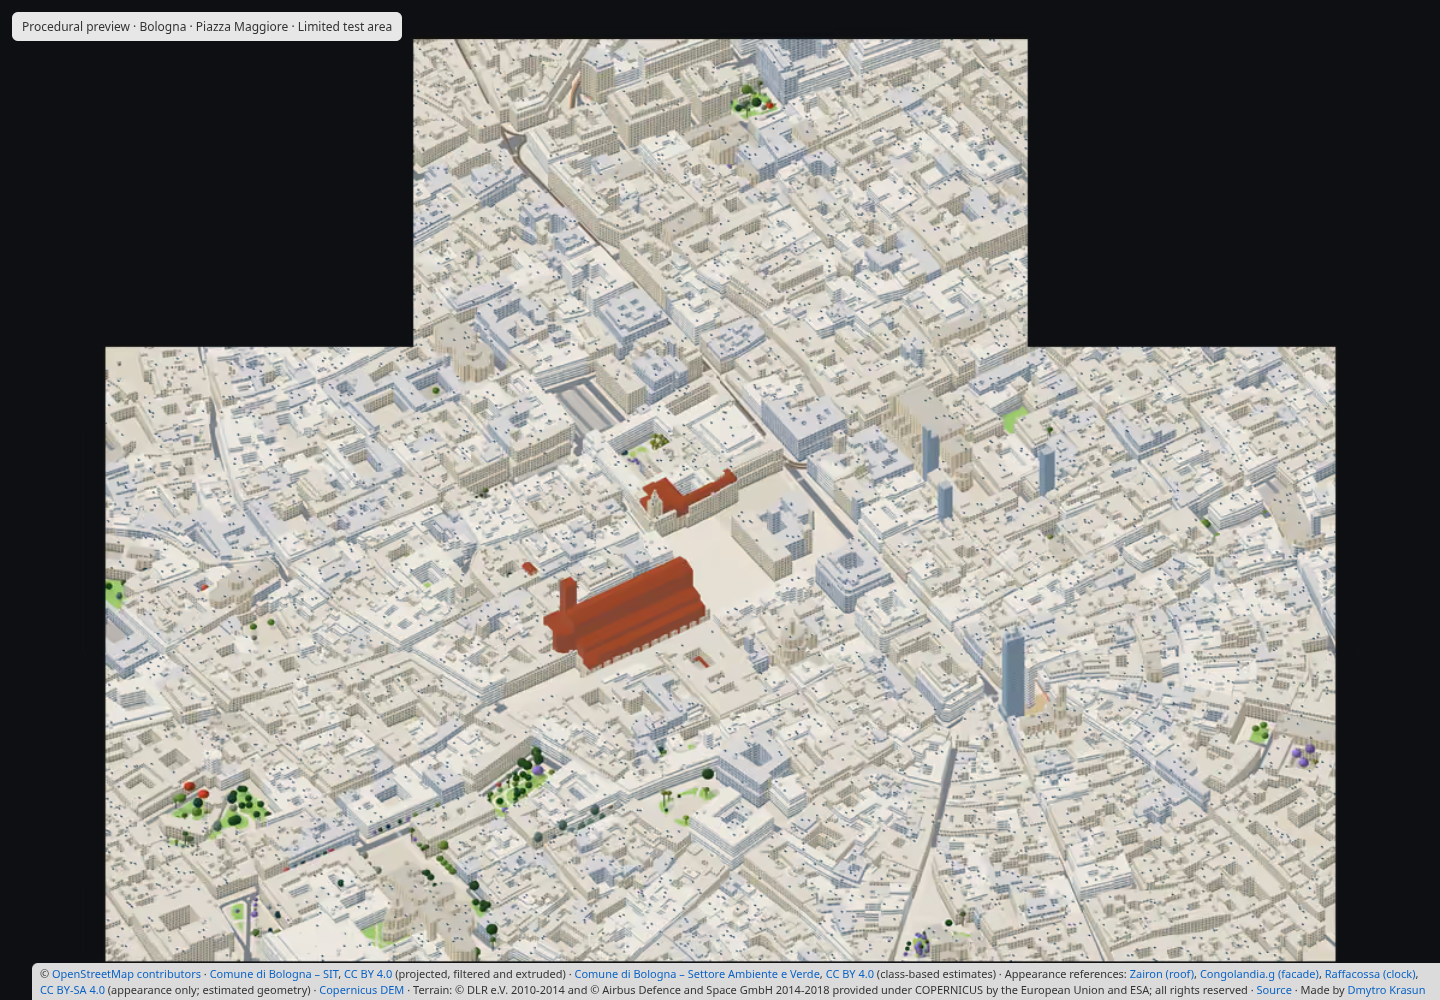 Procedural preview · Bologna · Piazza Maggiore · Limited test area
© OpenStreetMap contributors · Comune di Bologna – SIT, CC BY 4.0 (projected, filtered and extruded) · Comune di Bologna – Settore Ambiente e Verde, CC BY 4.0 (class-based estimates) · Appearance references: Zairon (roof), Congolandia.g (facade), Raffacossa (clock),
CC BY-SA 4.0 (appearance only; estimated geometry) · Copernicus DEM · Terrain: © DLR e.V. 2010-2014 and © Airbus Defence and Space GmbH 2014-2018 provided under COPERNICUS by the European Union and ESA; all rights reserved · Source · Made by Dmytro Krasun